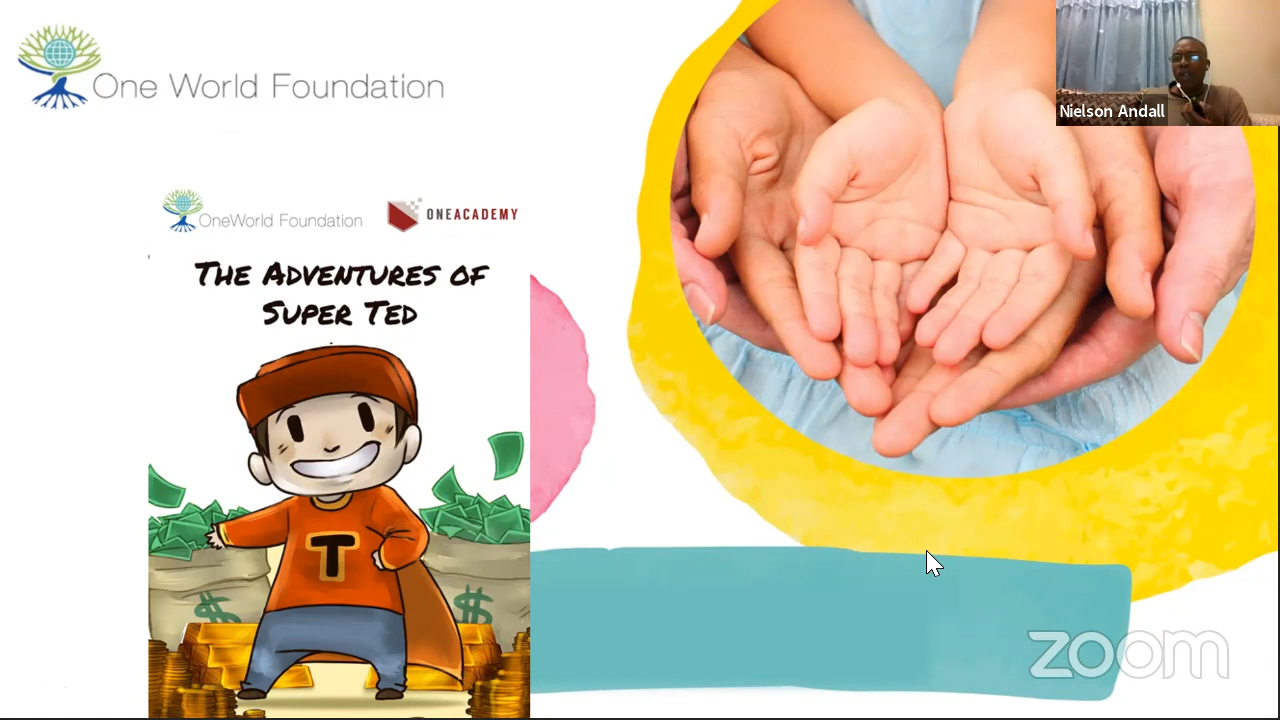 One World Foundation
Nielson Andall
OneWorld Foundation
ONEACADEMY
THE ADVENTURES OF
SUPER TED
T
$
$
zoom